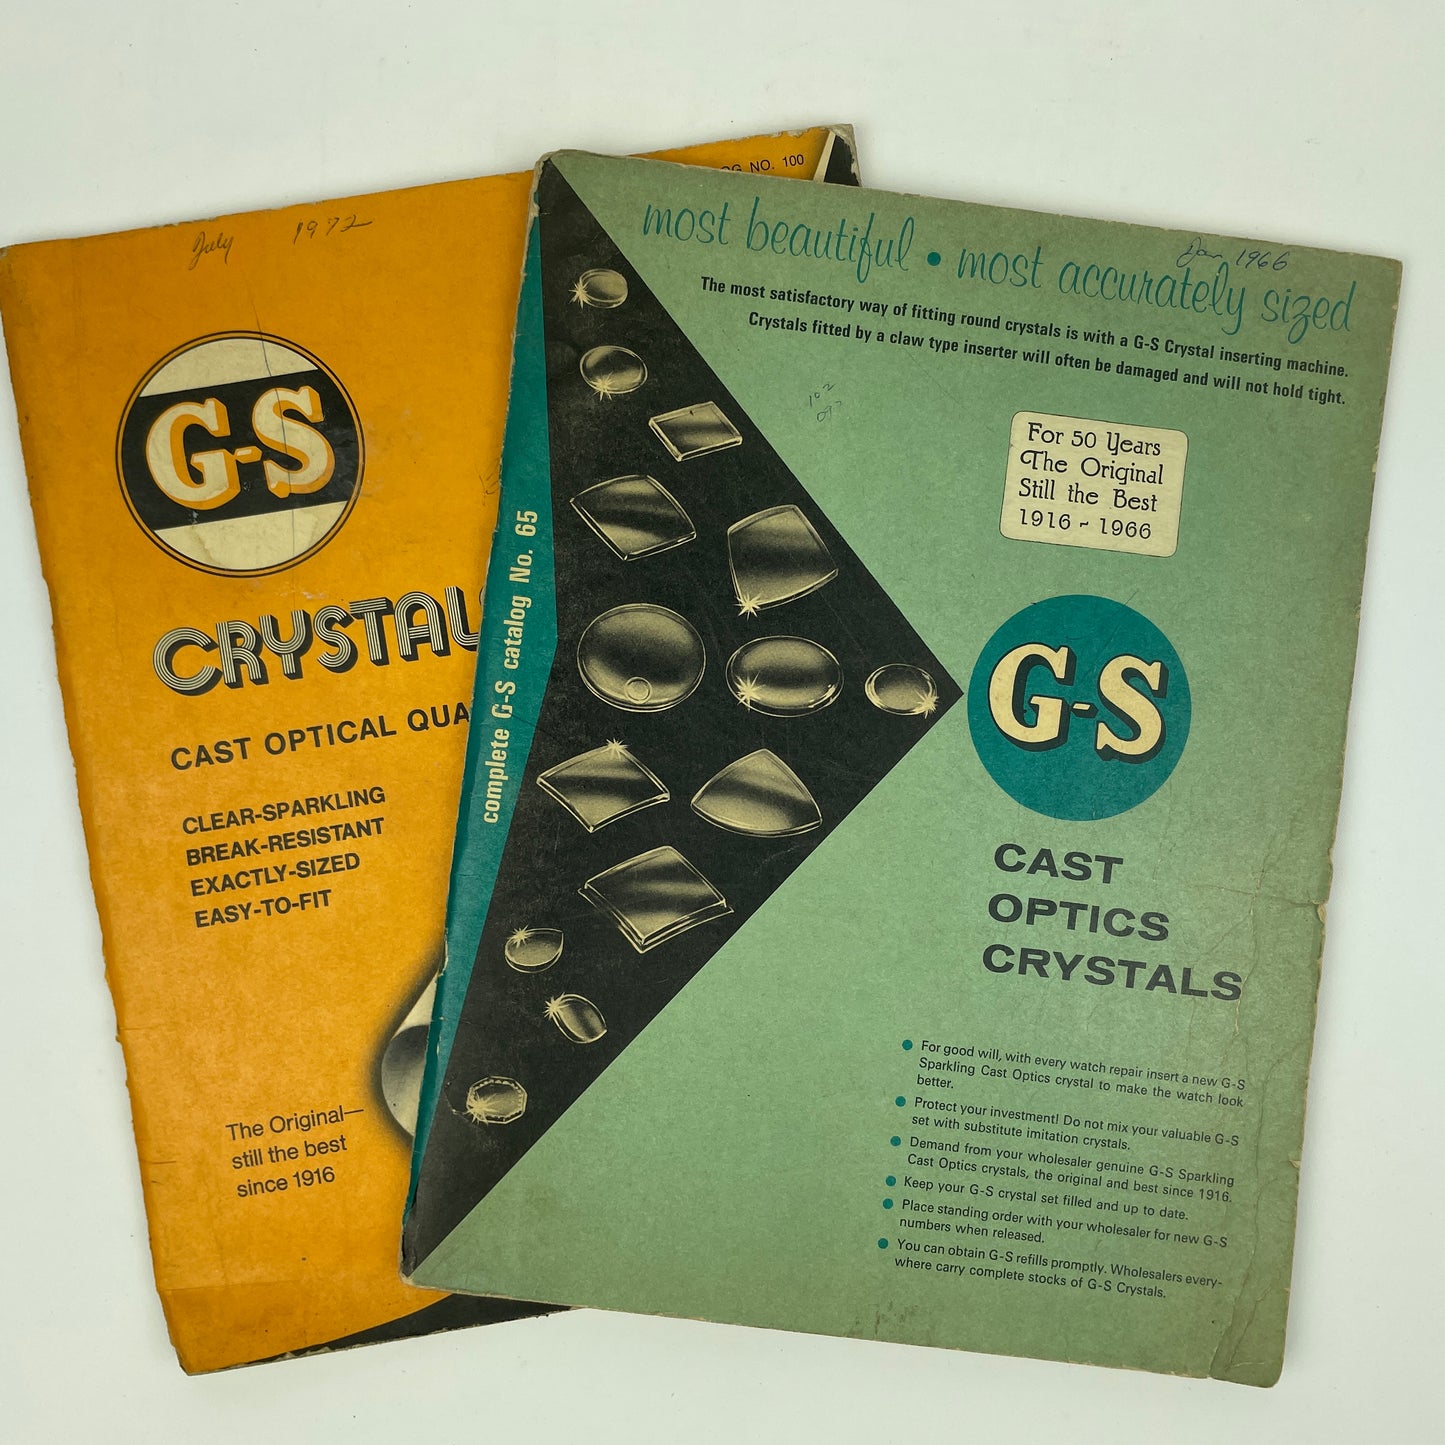 OG NO. 100
July 1972
G-S
CRYSTALS
CAST OPTICAL QUA
CLEAR-SPARKLING
BREAK-RESISTANT
EXACTLY-SIZED
EASY-TO-FIT
The Original—
still the best
since 1916
complete G-S catalog No. 65
Jan 1966
most beautiful • most accurately sized
The most satisfactory way of fitting round crystals is with a G-S Crystal inserting machine.
Crystals fitted by a claw type inserter will often be damaged and will not hold tight.
For 50 Years
The Original
Still the Best
1916 ~ 1966
G-S
CAST
OPTICS
CRYSTALS
• For good will, with every watch repair insert a new G-S
Sparkling Cast Optics crystal to make the watch look
better.
• Protect your investment! Do not mix your valuable G-S
set with substitute imitation crystals.
• Demand from your wholesaler genuine G-S Sparkling
Cast Optics crystals, the original and best since 1916.
• Keep your G-S crystal set filled and up to date.
• Place standing order with your wholesaler for new G-S
numbers when released.
• You can obtain G-S refills promptly. Wholesalers every-
where carry complete stocks of G-S Crystals.